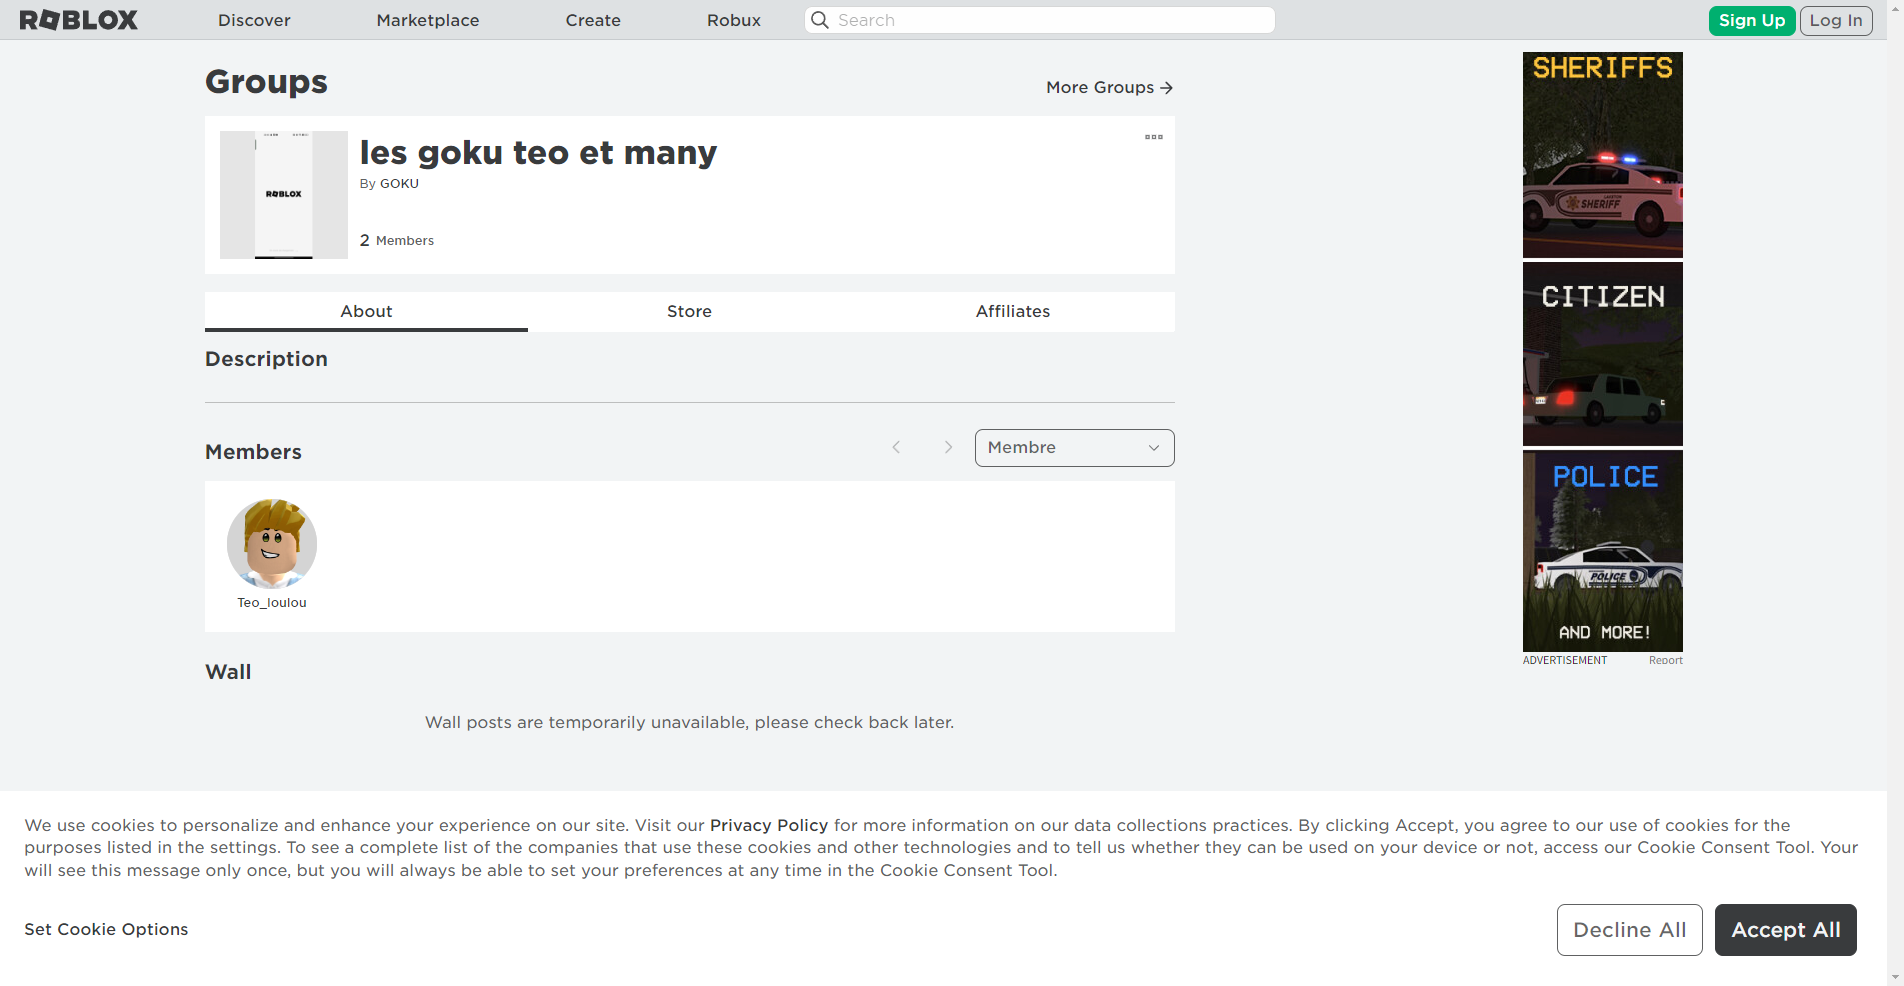 ROBLOX
Discover
Marketplace
Create
Robux
Search
Sign Up
Log In
Groups
More Groups
ROBLOX
les goku teo et many
By GOKU
2 Members
About
Store
Affiliates
Description
Members
Membre
Teo_loulou
Wall
Wall posts are temporarily unavailable, please check back later.
SHERIFFS
SHERIFF
CITIZEN
POLICE
POLICE
AND MORE!
ADVERTISEMENT
Report
We use cookies to personalize and enhance your experience on our site. Visit our Privacy Policy for more information on our data collections practices. By clicking Accept, you agree to our use of cookies for the
purposes listed in the settings. To see a complete list of the companies that use these cookies and other technologies and to tell us whether they can be used on your device or not, access our Cookie Consent Tool. Your
will see this message only once, but you will always be able to set your preferences at any time in the Cookie Consent Tool.
Set Cookie Options
Decline All
Accept All